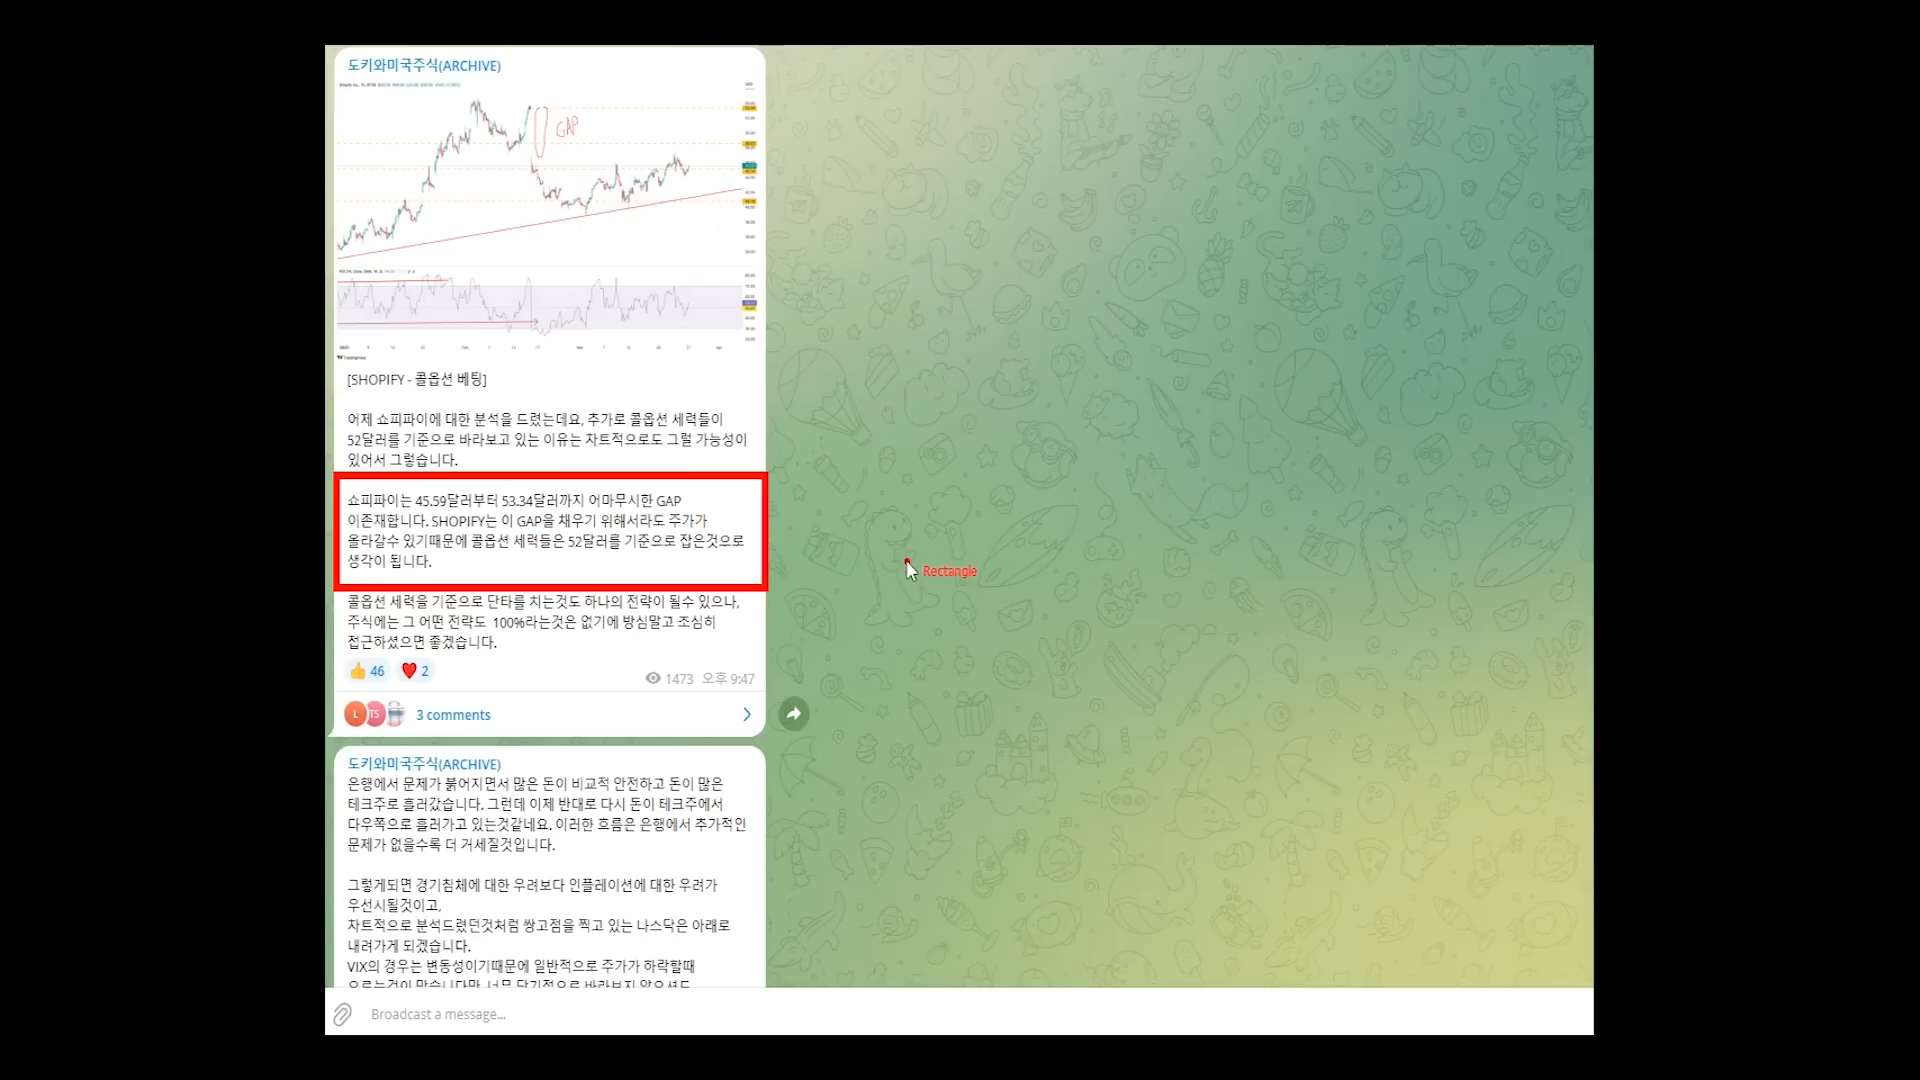 도키와미국주식(ARCHIVE)
GAP
[SHOPIFY - 콜옵션 베팅]
어제 쇼피파이에 대한 분석을 드렸는데요, 추가로 콜옵션 세력들이
52달러를 기준으로 바라보고 있는 이유는 차트적으로도 그럴 가능성이
있어서 그렇습니다.
쇼피파이는 45.59달러부터 53.34달러까지 어마무시한 GAP
이존재합니다. SHOPIFY는 이 GAP을 채우기 위해서라도 주가가
올라갈수 있기때문에 콜옵션 세력들은 52달러를 기준으로 잡은것으로
생각이 됩니다.
Rectangle
콜옵션 세력을 기준으로 단타를 치는것도 하나의 전략이 될수 있으나,
주식에는 그 어떤 전략도 100%라는것은 없기에 방심말고 조심히
접근하셨으면 좋겠습니다.
46 2
1473 오후 9:47
L TS 3 comments
도키와미국주식(ARCHIVE)
은행에서 문제가 붉어지면서 많은 돈이 비교적 안전하고 돈이 많은
테크주로 흘러갔습니다. 그런데 이제 반대로 다시 돈이 테크주에서
다우쪽으로 흘러가고 있는것같네요. 이러한 흐름은 은행에서 추가적인
문제가 없을수록 더 거세질것입니다.
그렇게되면 경기침체에 대한 우려보다 인플레이션에 대한 우려가
우선시될것이고,
차트적으로 분석드렸던것처럼 쌍고점을 찍고 있는 나스닥은 아래로
내려가게 되겠습니다.
VIX의 경우는 변동성이기때문에 일반적으로 주가가 하락할때
Broadcast a message...